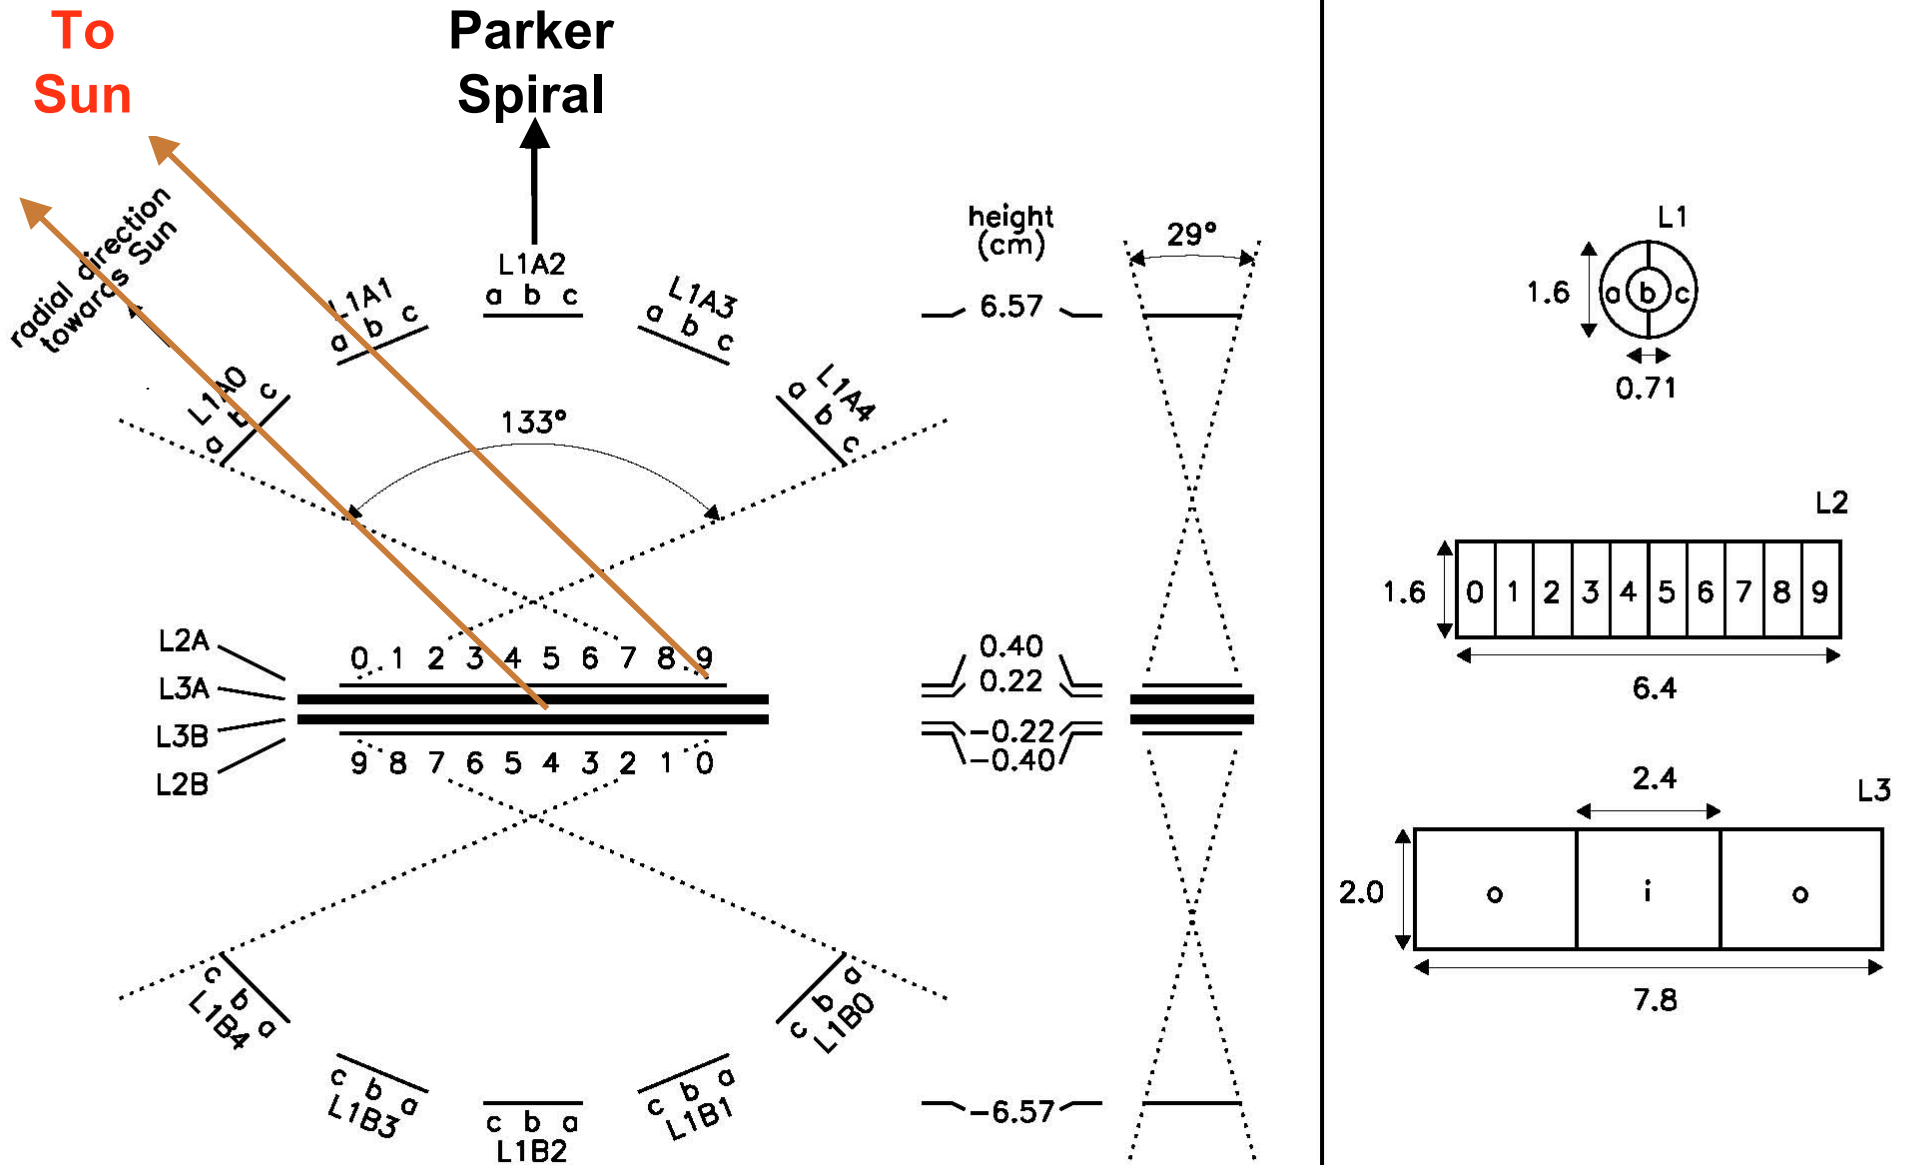 To
Sun
Parker
Spiral
radial direction
towards Sun
L1A0
a b c
L1A1
a b c
L1A2
a b c
L1A3
a b c
L1A4
a b c
133°
height
(cm)
6.57
0.40
0.22
-0.22
-0.40
-6.57
29°
L2A
L3A
L3B
L2B
0 1 2 3 4 5 6 7 8 9
9 8 7 6 5 4 3 2 1 0
c b a
L1B4
c b a
L1B3
c b a
L1B2
c b a
L1B1
c b a
L1B0
L1
1.6
a b c
0.71
L2
1.6
0 1 2 3 4 5 6 7 8 9
6.4
2.4
L3
2.0
o i o
7.8